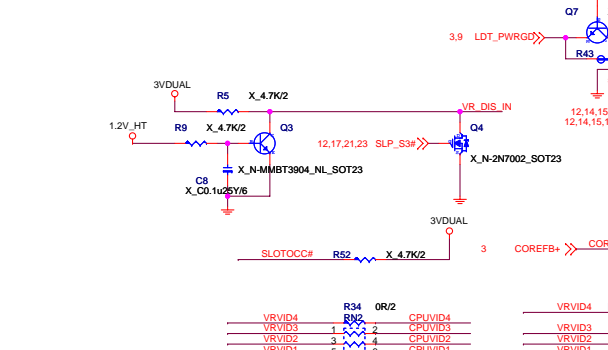 Q7
3,9 LDT_PWRGD
R43
3VDUAL
R5 X_4.7K/2
VR_DIS_IN
12,14,15
12,14,15,1
1.2V_HT
R9 X_4.7K/2 Q3
Q4
12,17,21,23 SLP_S3#
X_N-2N7002_SOT23
X_N-MMBT3904_NL_SOT23
C8
X_C0.1u25Y/6
3VDUAL
SLOTOCC# R52 X_4.7K/2
3 COREFB+ COR
R34 0R/2
VRVID4 RN2 CPUVID4
VRVID4
VRVID3 1 2 CPUVID3
VRVID3
VRVID2 3 4 CPUVID2
VRVID2